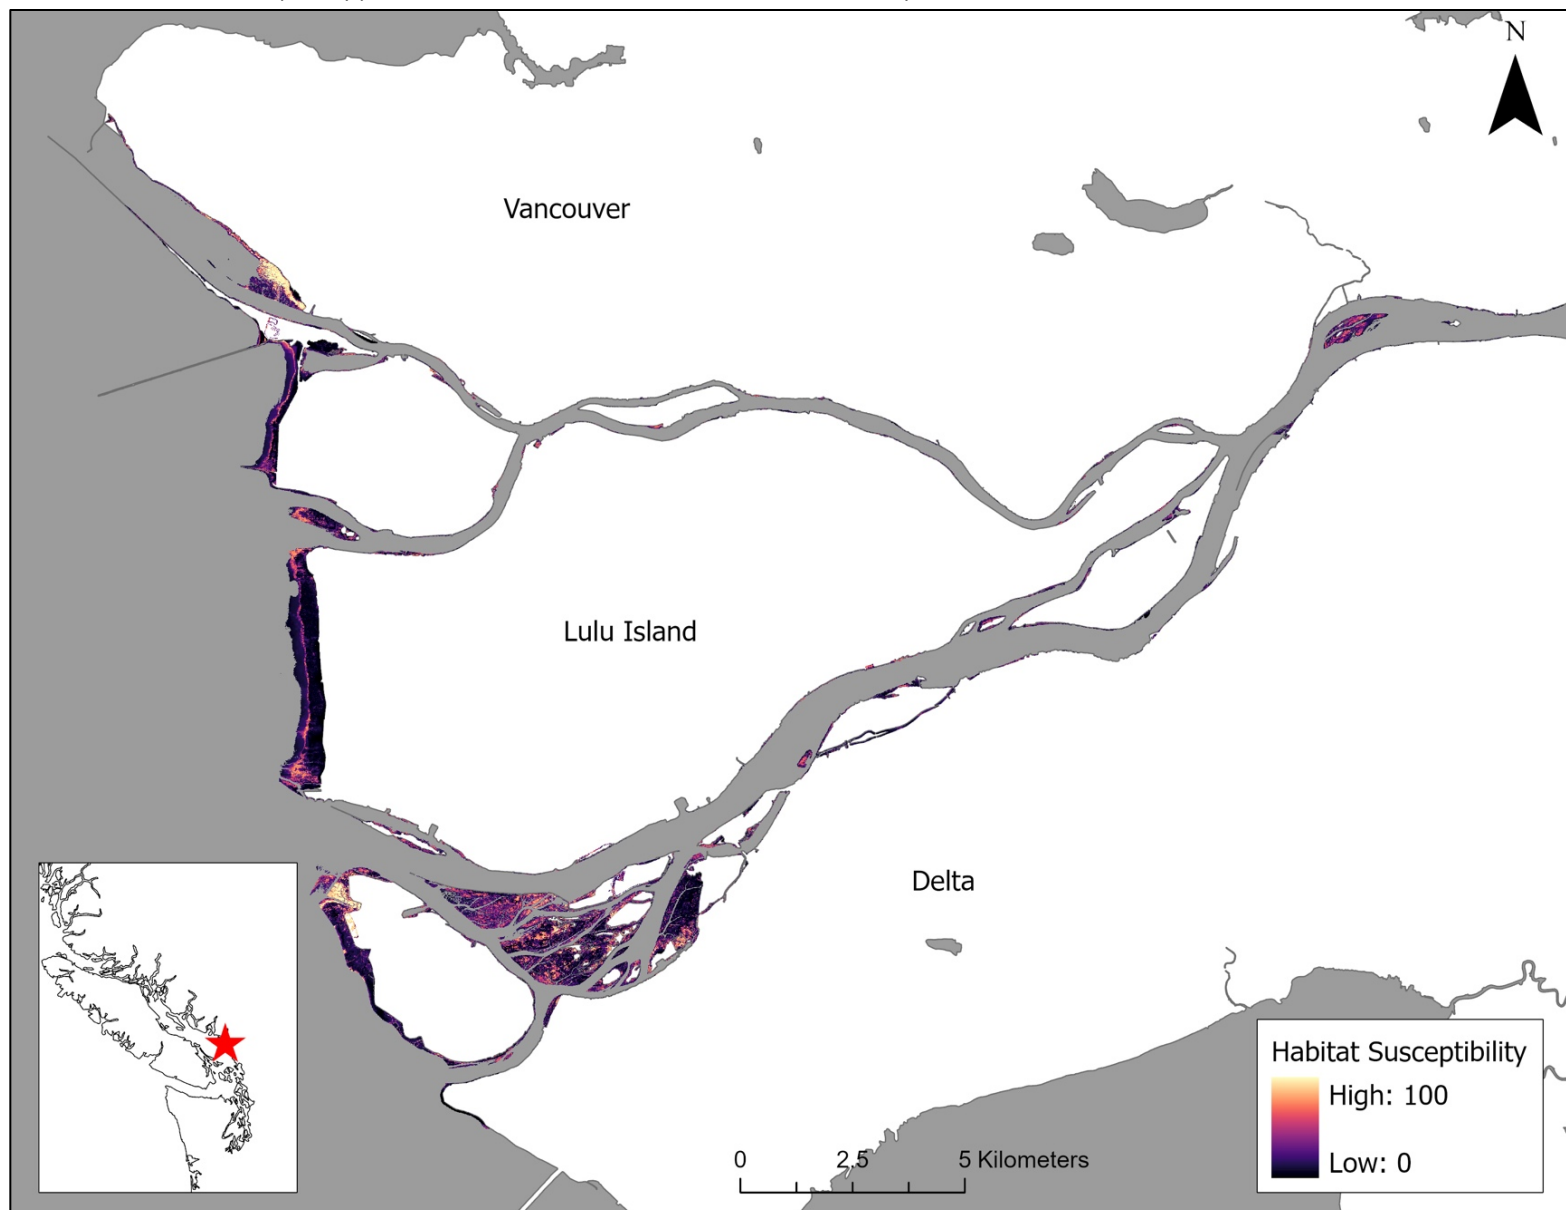 N
Vancouver
Lulu Island
Delta
Habitat Susceptibility
High: 100
Low: 0
0 2.5 5 Kilometers